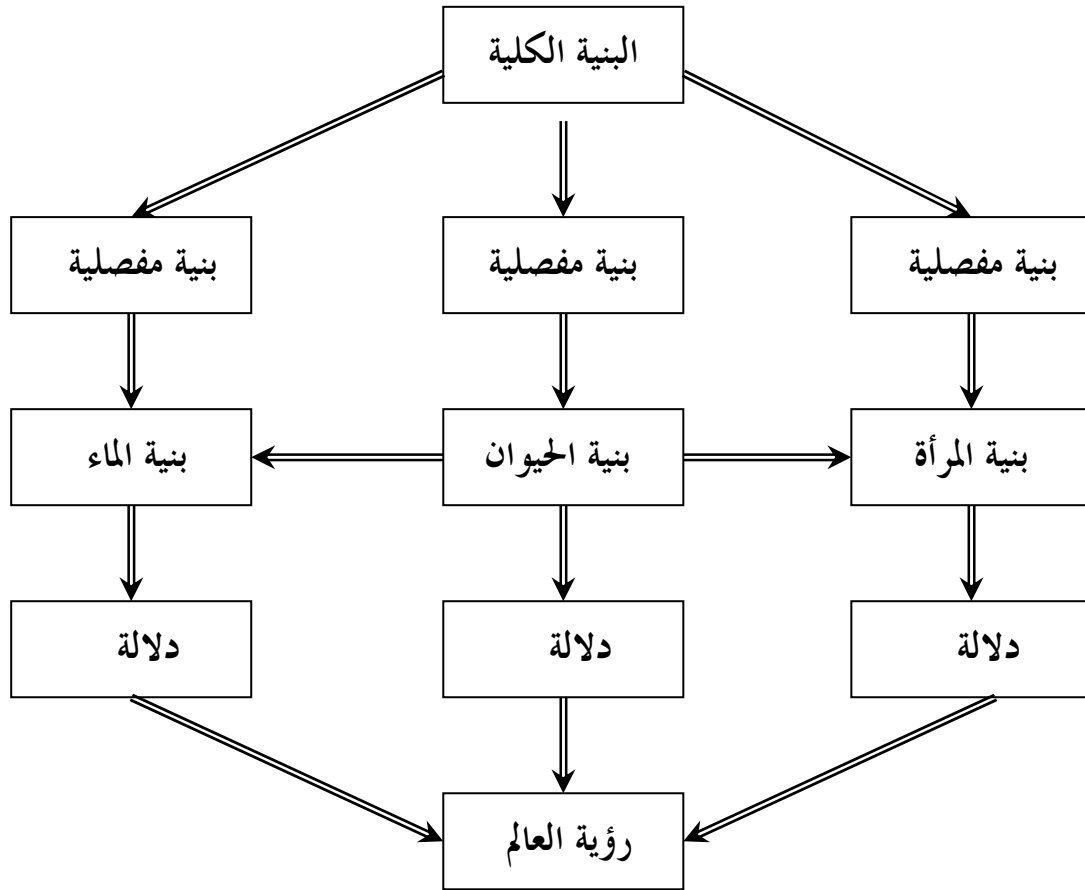 البنية الكلية
بنية مفصلية
بنية مفصلية
بنية مفصلية
بنية المرأة
بنية الحيوان
بنية الماء
دلالة
دلالة
دلالة
رؤية العالم